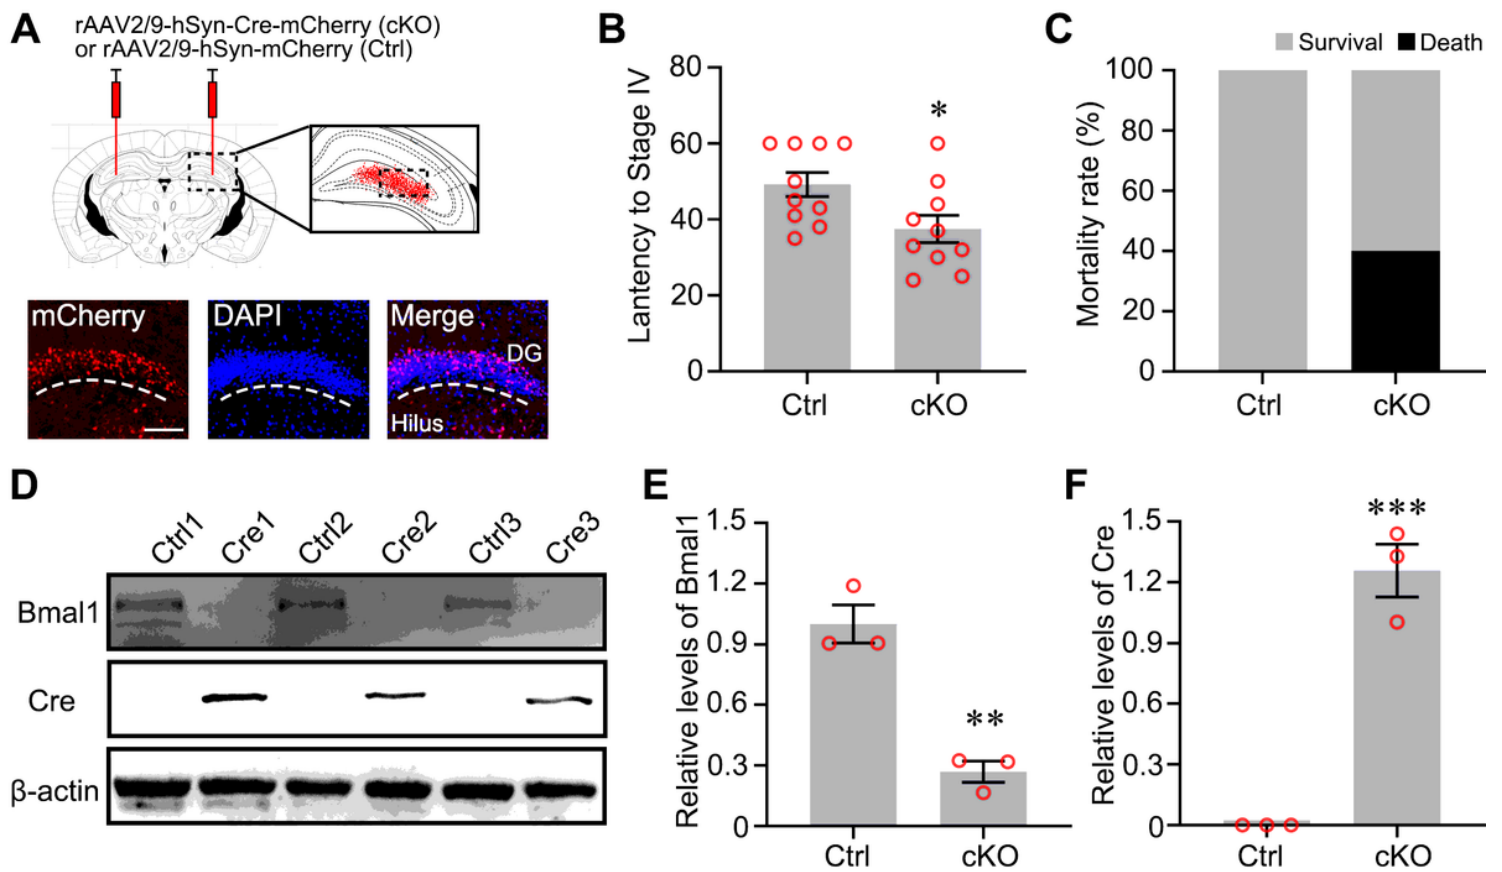 A
rAAV2/9-hSyn-Cre-mCherry (cKO)
or rAAV2/9-hSyn-mCherry (Ctrl)
mCherry
DAPI
Merge
DG
Hilus
B
Lantency to Stage IV
80
60
40
20
0
*
Ctrl
cKO
C
Survival
Death
Mortality rate (%)
100
80
60
40
20
0
Ctrl
cKO
D
Ctrl1
Cre1
Ctrl2
Cre2
Ctrl3
Cre3
Bmal1
Cre
β-actin
E
Relative levels of Bmal1
1.5
1.2
0.9
0.6
0.3
0
**
Ctrl
cKO
F
Relative levels of Cre
1.5
1.2
0.9
0.6
0.3
0
***
Ctrl
cKO